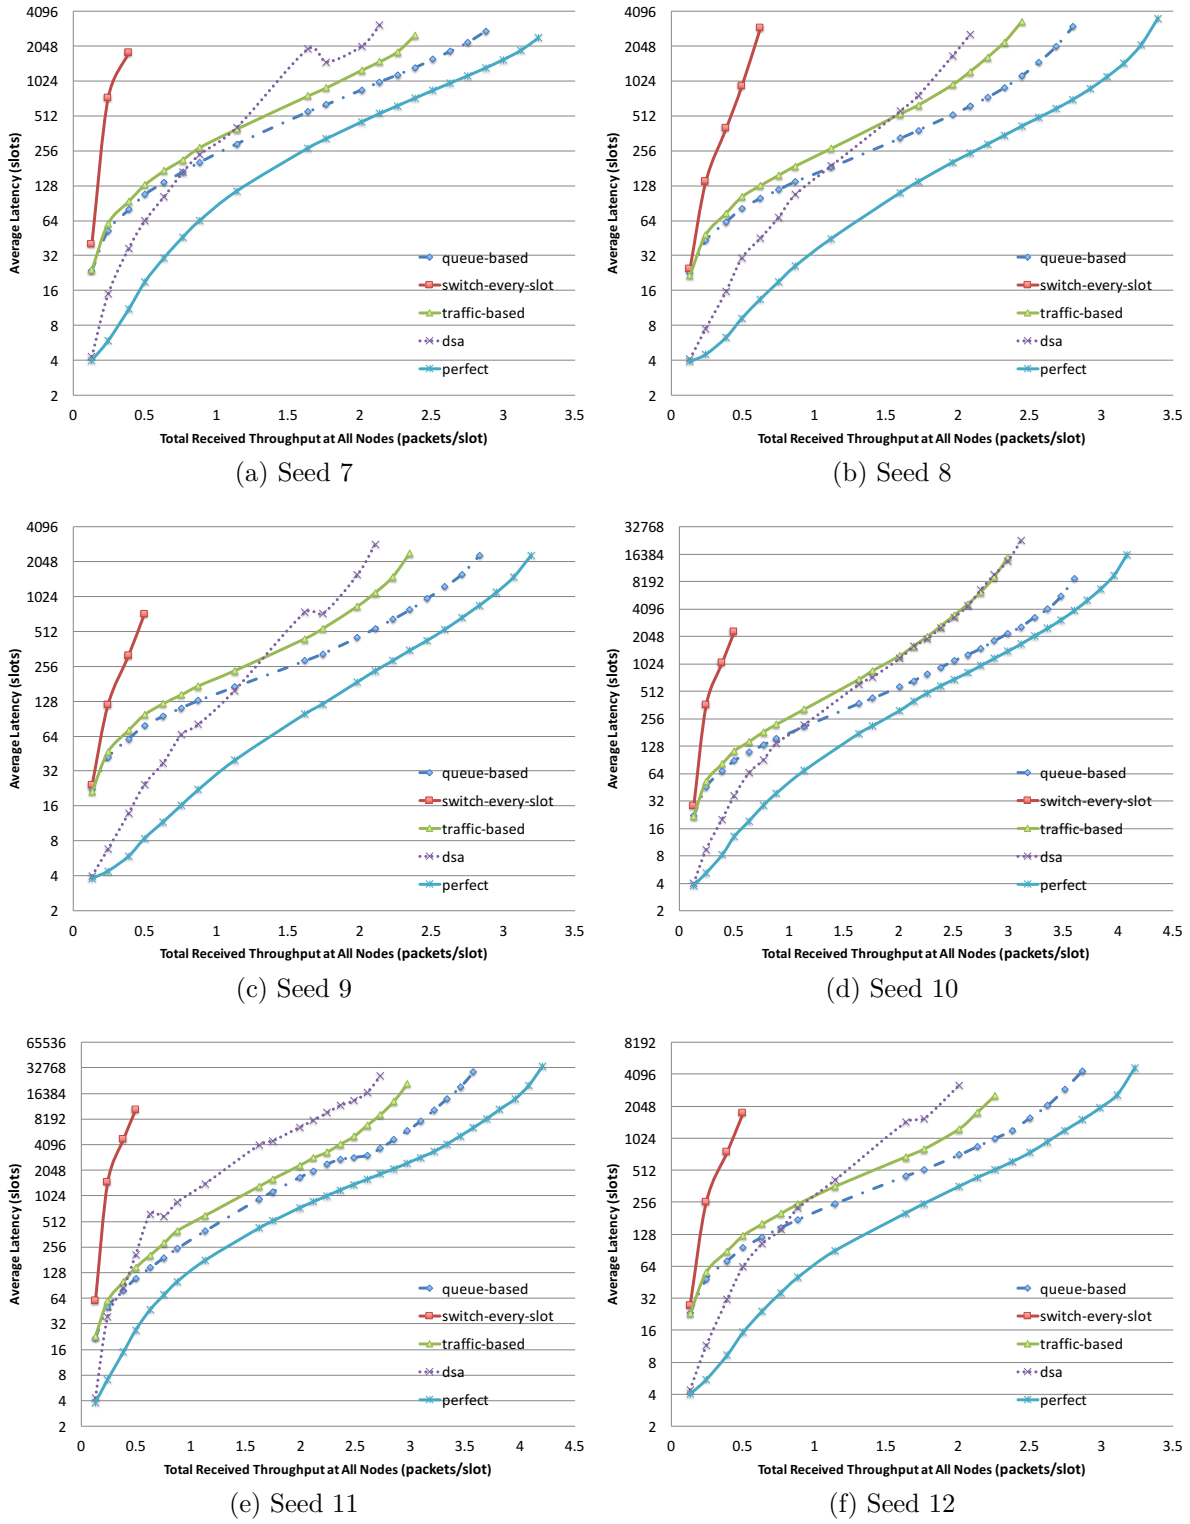 4096
2048
1024
512
256
128
64
32
16
8
4
2
Average Latency (slots)
queue-based
switch-every-slot
traffic-based
dsa
perfect
0 0.5 1 1.5 2 2.5 3 3.5
Total Received Throughput at All Nodes (packets/slot)
(a) Seed 7
4096
2048
1024
512
256
128
64
32
16
8
4
2
Average Latency (slots)
queue-based
switch-every-slot
traffic-based
dsa
perfect
0 0.5 1 1.5 2 2.5 3 3.5
Total Received Throughput at All Nodes (packets/slot)
(b) Seed 8
4096
2048
1024
512
256
128
64
32
16
8
4
2
Average Latency (slots)
queue-based
switch-every-slot
traffic-based
dsa
perfect
0 0.5 1 1.5 2 2.5 3 3.5
Total Received Throughput at All Nodes (packets/slot)
(c) Seed 9
32768
16384
8192
4096
2048
1024
512
256
128
64
32
16
8
4
2
Average Latency (slots)
queue-based
switch-every-slot
traffic-based
dsa
perfect
0 0.5 1 1.5 2 2.5 3 3.5 4 4.5
Total Received Throughput at All Nodes (packets/slot)
(d) Seed 10
65536
32768
16384
8192
4096
2048
1024
512
256
128
64
32
16
8
4
2
Average Latency (slots)
queue-based
switch-every-slot
traffic-based
dsa
perfect
0 0.5 1 1.5 2 2.5 3 3.5 4 4.5
Total Received Throughput at All Nodes (packets/slot)
(e) Seed 11
8192
4096
2048
1024
512
256
128
64
32
16
8
4
2
Average Latency (slots)
queue-based
switch-every-slot
traffic-based
dsa
perfect
0 0.5 1 1.5 2 2.5 3 3.5
Total Received Throughput at All Nodes (packets/slot)
(f) Seed 12